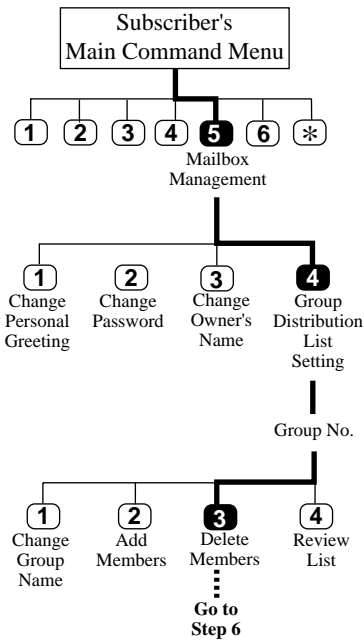 Subscriber's
Main Command Menu
1 2 3 4 5 6 *
Mailbox
Management
1 2 3 4
Change
Personal
Greeting
Change
Password
Change
Owner's
Name
Group
Distribution
List
Setting
Group No.
1 2 3 4
Change
Group
Name
Add
Members
Delete
Members
Review
List
Go to
Step 6